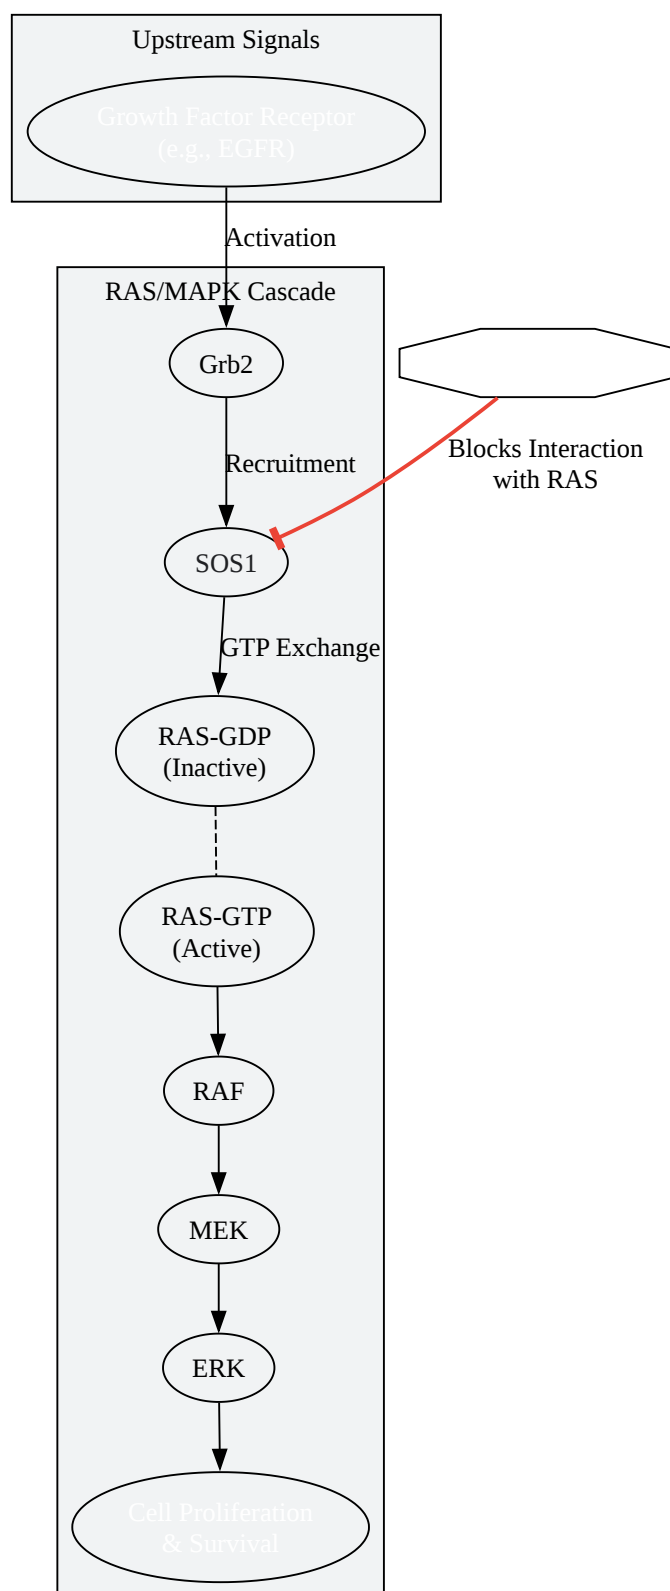 Upstream Signals
Growth Factor Receptor
(e.g., EGFR)
Activation
RAS/MAPK Cascade
Grb2
Recruitment
Blocks Interaction
with RAS
SOS1
GTP Exchange
RAS-GDP
(Inactive)
RAS-GTP
(Active)
RAF
MEK
ERK
Cell Proliferation
& Survival